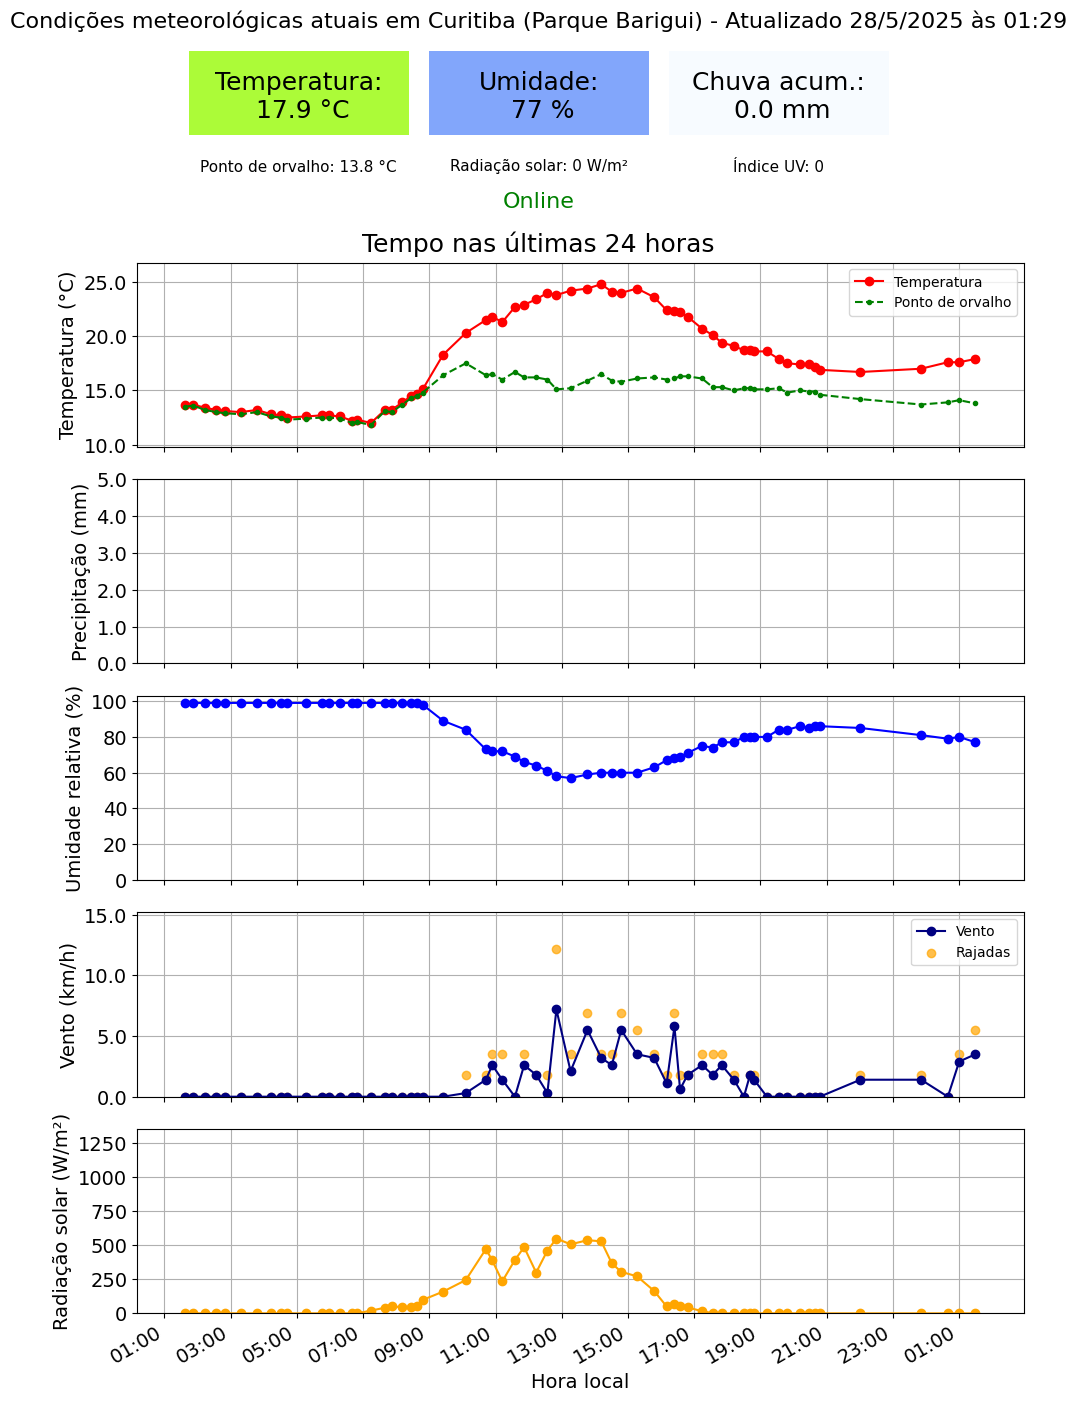 Condições meteorológicas atuais em Curitiba (Parque Barigui) - Atualizado 28/5/2025 às 01:29
Temperatura:
17.9 °C
Umidade:
77 %
Chuva acum.:
0.0 mm
Ponto de orvalho: 13.8 °C
Radiação solar: 0 W/m²
Índice UV: 0
Online
Tempo nas últimas 24 horas
Temperatura (°C)
25.0
20.0
15.0
10.0
Temperatura
Ponto de orvalho
Precipitação (mm)
5.0
4.0
3.0
2.0
1.0
0.0
Umidade relativa (%)
100
80
60
40
20
0
Vento (km/h)
15.0
10.0
5.0
0.0
Vento
Rajadas
Radiação solar (W/m²)
1250
1000
750
500
250
0
01:00 03:00 05:00 07:00 09:00 11:00 13:00 15:00 17:00 19:00 21:00 23:00 01:00
Hora local